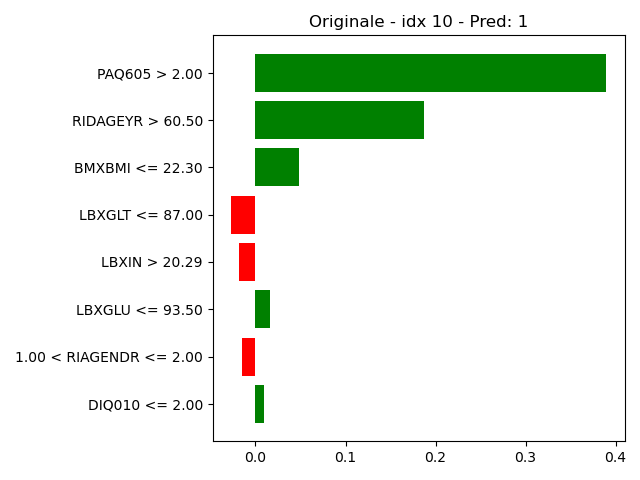 Originale - idx 10 - Pred: 1
PAQ605 > 2.00
RIDAGEYR > 60.50
BMXBMI <= 22.30
LBXGLT <= 87.00
LBXIN > 20.29
LBXGLU <= 93.50
1.00 < RIAGENDR <= 2.00
DIQ010 <= 2.00
0.0 0.1 0.2 0.3 0.4